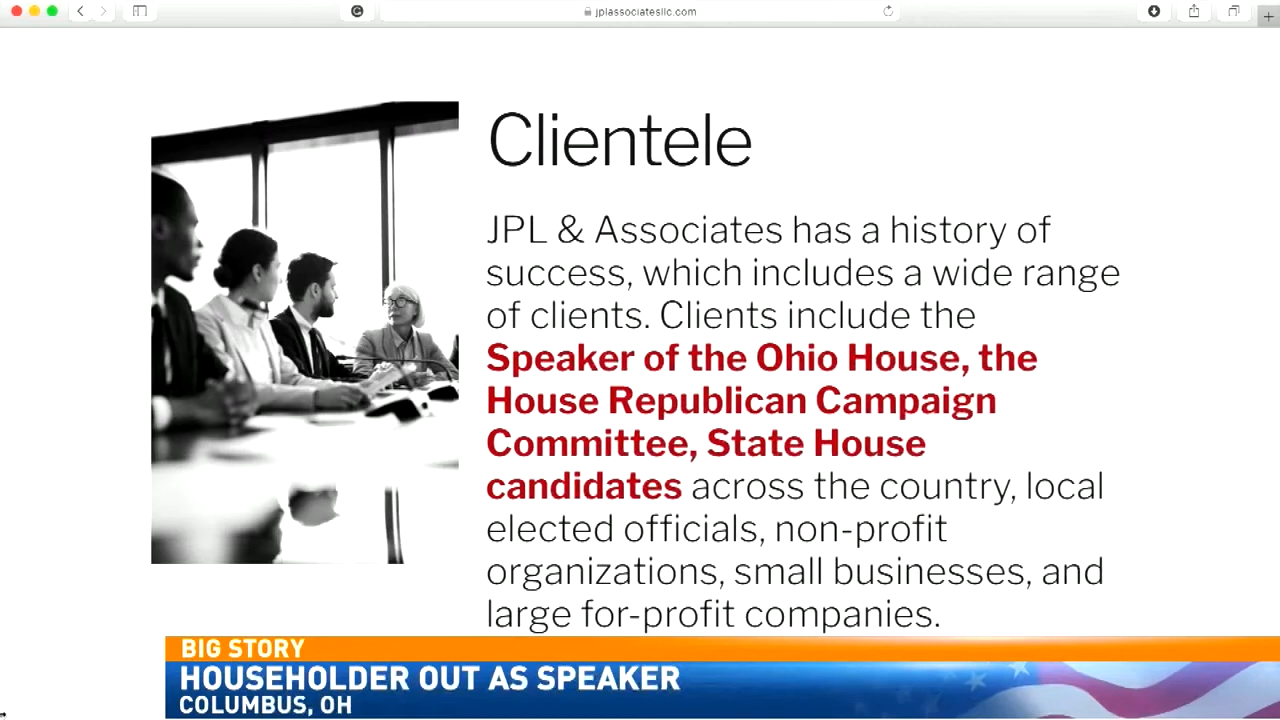 jplassociatesllc.com
Clientele
JPL & Associates has a history of
success, which includes a wide range
of clients. Clients include the
Speaker of the Ohio House, the
House Republican Campaign
Committee, State House
candidates across the country, local
elected officials, non-profit
organizations, small businesses, and
large for-profit companies.
BIG STORY
HOUSEHOLDER OUT AS SPEAKER
COLUMBUS, OH